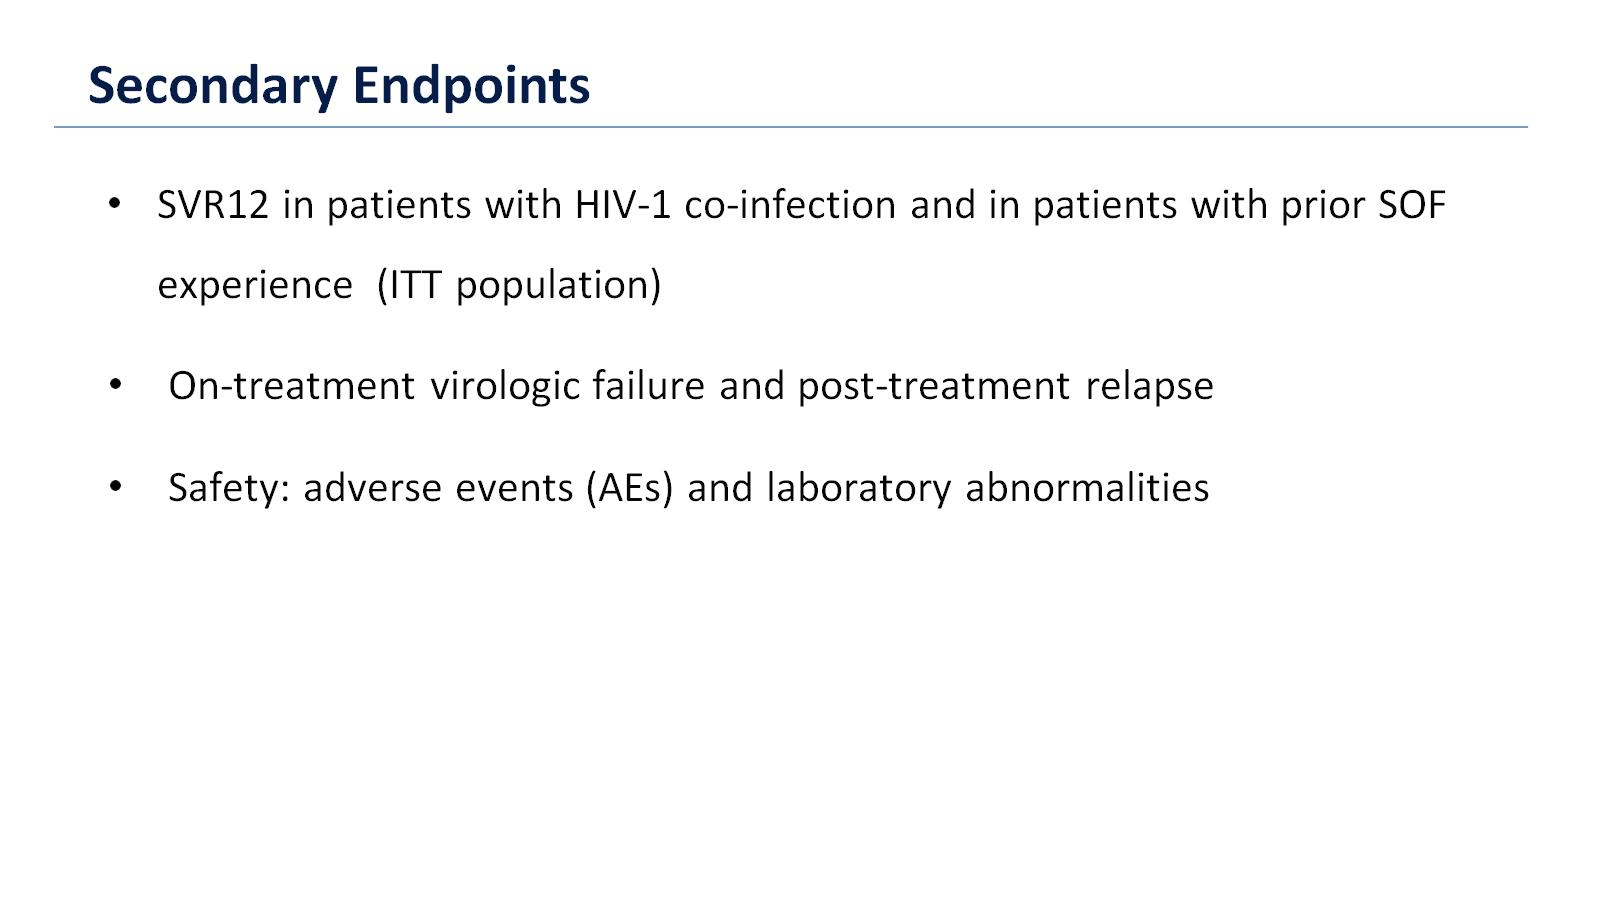 Secondary Endpoints
• SVR12 in patients with HIV-1 co-infection and in patients with prior SOF
experience  (ITT population)
• On-treatment virologic failure and post-treatment relapse
• Safety: adverse events (AEs) and laboratory abnormalities